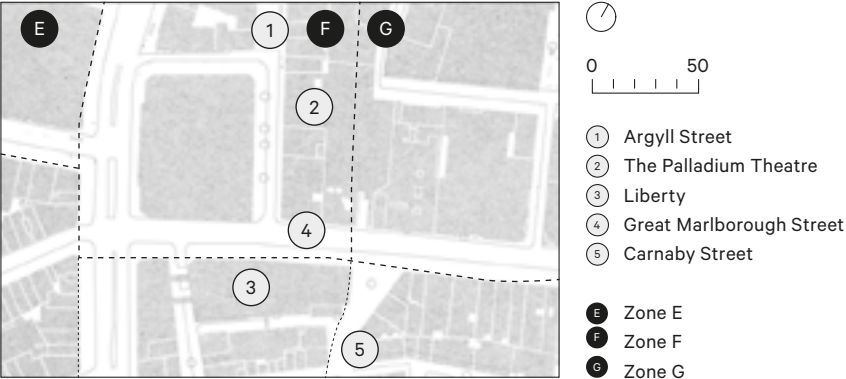 E
1
F
G
2
4
3
5
0 50
1 Argyll Street
2 The Palladium Theatre
3 Liberty
4 Great Marlborough Street
5 Carnaby Street
E Zone E
F Zone F
G Zone G